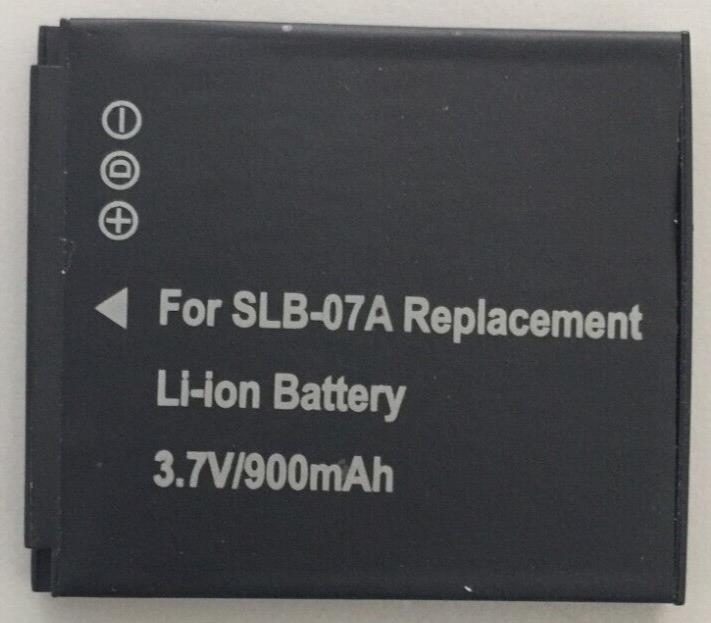 D
For SLB-07A Replacement
Li-ion Battery
3.7V/900mAh